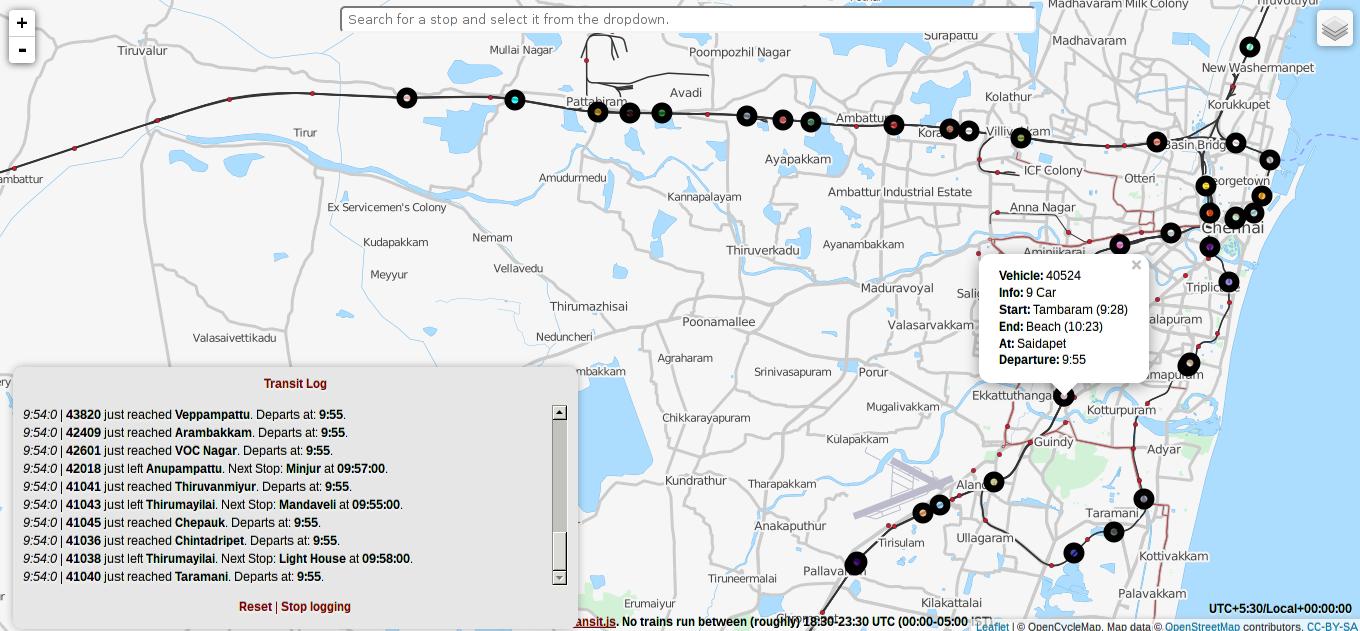 +
-
Search for a stop and select it from the dropdown.
Madhavaram Milk Colony
Tiruvottiyur
Tiruvalur
Mullai Nagar
Poompozhil Nagar
Surapattu
Madhavaram
New Washermanpet
Avadi
Pattabiram
Kolathur
Korukkupet
Ambattur
Tirur
Basin Bridge
Ayapakkam
ambattur
Amudurmedu
ICF Colony
Otteri
Kannapalayam
Ambattur Industrial Estate
Ex Servicemen's Colony
Anna Nagar
Chennai
Nemam
Kudapakkam
Thiruverkadu
Ayanambakkam
Aminjikarai
Vellavedu
Meyyur
Maduravoyal
Thirumazhisai
Poonamallee
Valasarvakkam
alapuram
Valasaivettikadu
Neduncheri
Agraharam
Srinivasapuram
Porur
mbakkam
Ekkattuthanga
Mugalivakkam
Kotturpuram
Chikkarayapuram
Kulapakkam
Guindy
Adyar
Kundrathur
Tharapakkam
Anakaputhur
Taramani
Tirisulam
Ullagaram
Kottivakkam
Tiruneermalai
Palavakkam
Erumaiyur
Kilakattalai
Vehicle: 40524
Info: 9 Car
Start: Tambaram (9:28)
End: Beach (10:23)
At: Saidapet
Departure: 9:55
Transit Log
9:54:0 | 43820 just reached Veppampattu. Departs at: 9:55.
9:54:0 | 42409 just reached Arambakkam. Departs at: 9:55.
9:54:0 | 42601 just reached VOC Nagar. Departs at: 9:55.
9:54:0 | 42018 just left Anupampattu. Next Stop: Minjur at 09:57:00.
9:54:0 | 41041 just reached Thiruvanmiyur. Departs at: 9:55.
9:54:0 | 41043 just left Thirumayilai. Next Stop: Mandaveli at 09:55:00.
9:54:0 | 41045 just reached Chepauk. Departs at: 9:55.
9:54:0 | 41036 just reached Chintadripet. Departs at: 9:55.
9:54:0 | 41038 just left Thirumayilai. Next Stop: Light House at 09:58:00.
9:54:0 | 41040 just reached Taramani. Departs at: 9:55.
Reset | Stop logging
UTC+5:30/Local+00:00:00
ansit.js. No trains run between (roughly) 18:30-23:30 UTC (00:00-05:00 IST)
Leaflet | © OpenCycleMap, Map data © OpenStreetMap contributors, CC-BY-SA